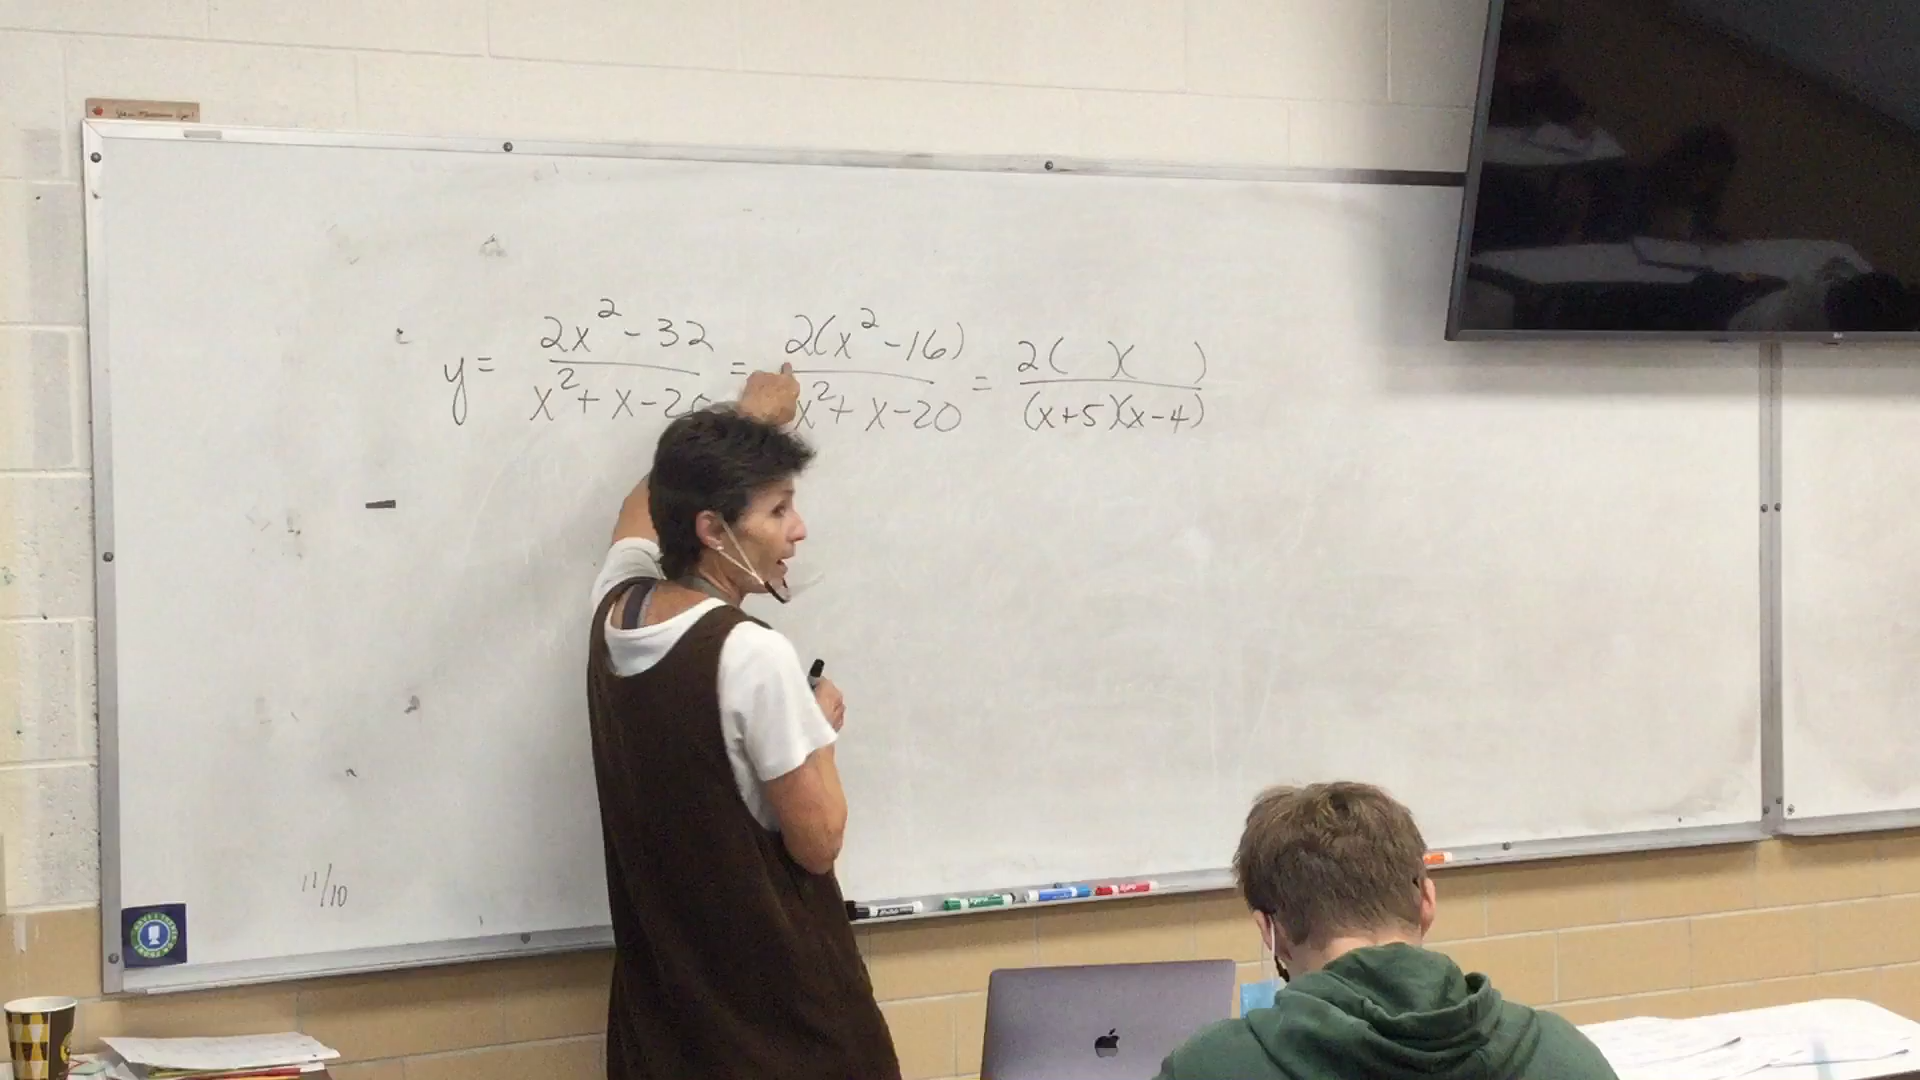 y = 2x² - 32 / x² + x - 20 = 2(x² - 16) / x² + x - 20 = 2(  )(  ) / (x+5)(x-4)
11/10